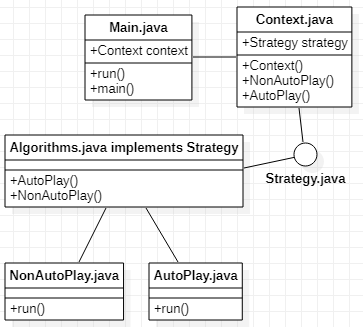 Main.java
+Context context
+run()
+main()
Context.java
+Strategy strategy
+Context()
+NonAutoPlay()
+AutoPlay()
Algorithms.java implements Strategy
+AutoPlay()
+NonAutoPlay()
Strategy.java
NonAutoPlay.java
+run()
AutoPlay.java
+run()